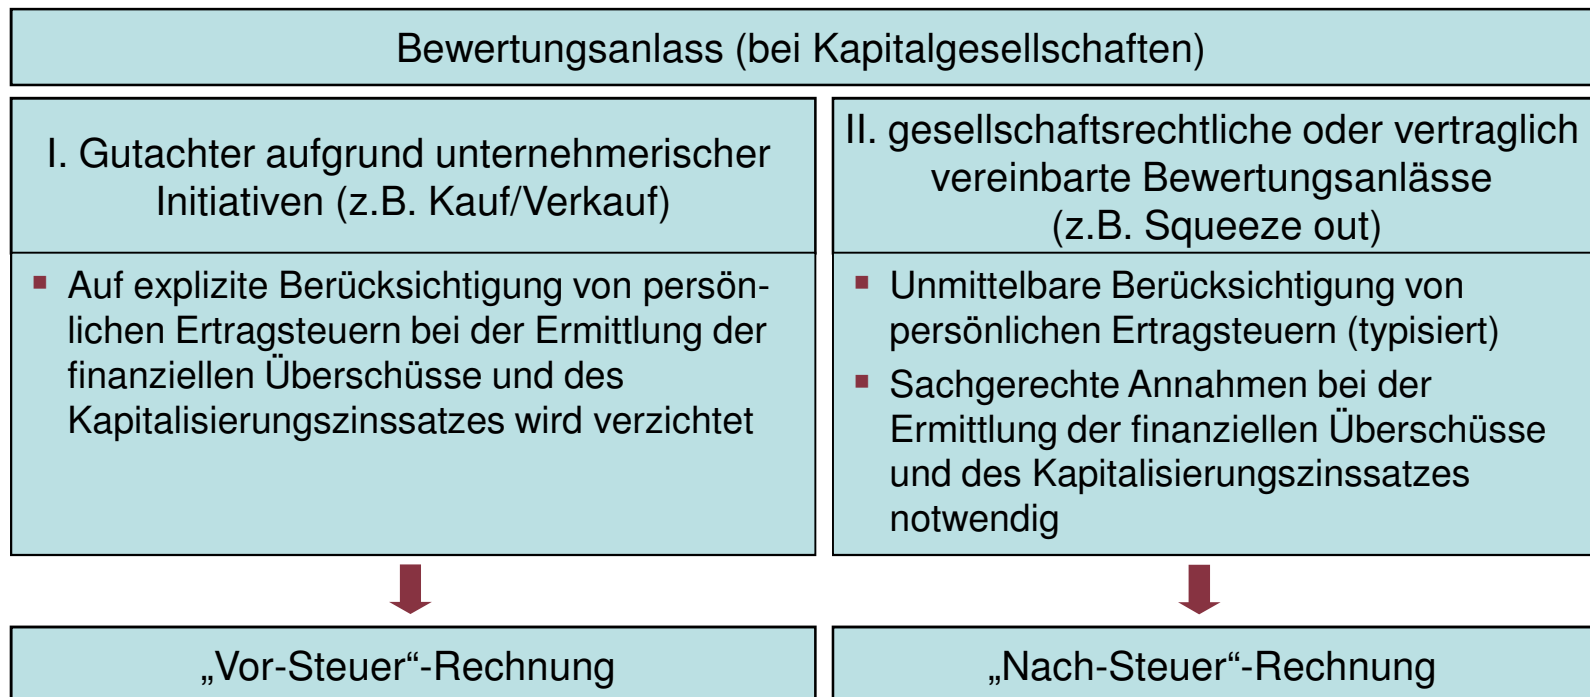 Bewertungsanlass (bei Kapitalgesellschaften)
I. Gutachter aufgrund unternehmerischer
Initiativen (z.B. Kauf/Verkauf)
▪ Auf explizite Berücksichtigung von persön-
lichen Ertragsteuern bei der Ermittlung der
finanziellen Überschüsse und des
Kapitalisierungszinssatzes wird verzichtet
„Vor-Steuer“-Rechnung
II. gesellschaftsrechtliche oder vertraglich
vereinbarte Bewertungsanlässe
(z.B. Squeeze out)
▪ Unmittelbare Berücksichtigung von
persönlichen Ertragsteuern (typisiert)
▪ Sachgerechte Annahmen bei der
Ermittlung der finanziellen Überschüsse
und des Kapitalisierungszinssatzes
notwendig
„Nach-Steuer“-Rechnung